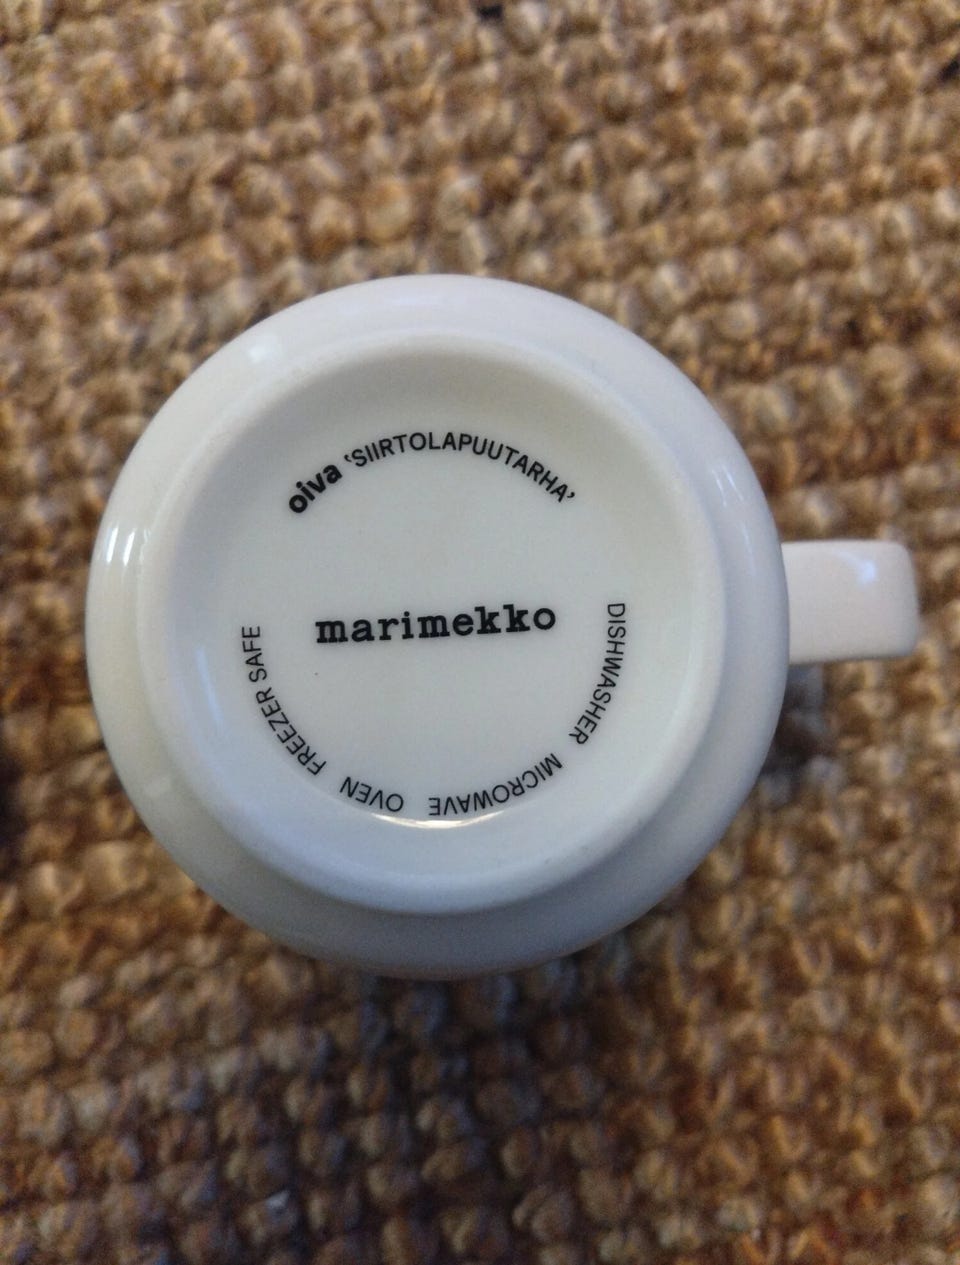 oiva ‘SIIRTOLAPUUTARHA’
marimekko
DISHWASHER MICROWAVE OVEN FREEZER SAFE